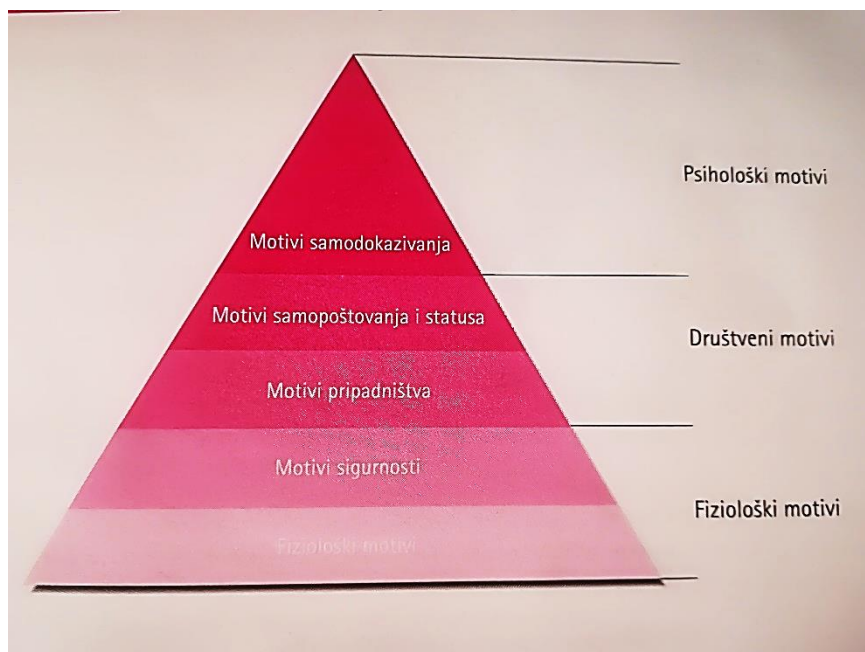 Psihološki motivi
Motivi samodokazivanja
Motivi samopoštovanja i statusa
Društveni motivi
Motivi pripadništva
Motivi sigurnosti
Fiziološki motivi
Fiziološki motivi